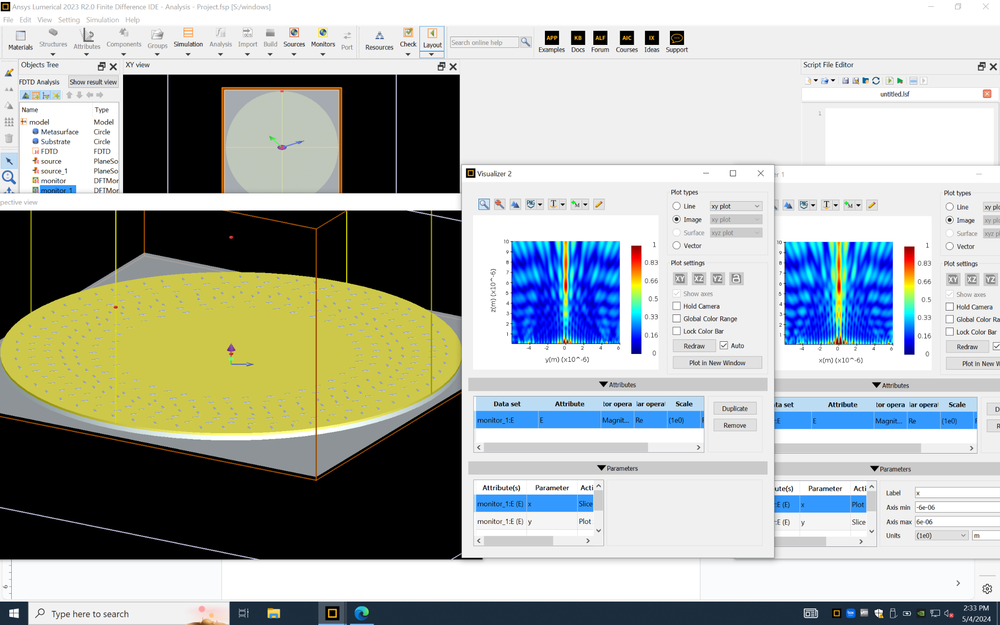 Ansys Lumerical 2023 R2.0 Finite Difference IDE - Analysis - Project.fsp [S:/windows]
File Edit View Setting Simulation Help
Materials Structures Attributes Components Groups Simulation Analysis Import Build Sources Monitors Port Resources Check Layout
GDS
Search online help
APP KB ALF AIC IX
Examples Docs Forum Courses Ideas Support
Objects Tree
XY view
Script File Editor
FDTD Analysis Show result view
untitled.lsf
1
Name Type
model Model
Metasurface Circle
Substrate Circle
FDTD FDTD
source PlaneSo
source_1 PlaneSo
monitor DFTMor
monitor_1 DFTMor
pective view
Visualizer 2
Plot types
PNG T M
Line xy plot
Image xy plot
Surface xyz plot
Vector
Plot settings
XY XZ YZ
Show axes
Hold Camera
Global Color Range
Lock Color Bar
Redraw Auto
Plot in New Window
10
9
8
7
6
5
4
3
2
1
z(m) (x10^-6)
-4 -2 0 2 4 6
y(m) (x10^-6)
1
0.83
0.66
0.5
0.33
0.16
0
Attributes
Data set Attribute tor opera lar operat Scale
monitor_1:E E Magnit... Re (1e0)
Duplicate
Remove
Parameters
Attribute(s) Parameter Acti
monitor_1:E (E) x Slice
monitor_1:E (E) y Plot
er 1
Plot types
PNG T M
Line xy plo
Image xy plo
Surface xyz pl
Vector
Plot settings
XY XZ YZ
Show axes
Hold Camera
Global Color Ra
Lock Color Bar
Redraw
Plot in New W
10
9
8
7
6
5
4
3
2
1
-4 -2 0 2 4 6
x(m) (x10^-6)
1
0.83
0.66
0.5
0.33
0.16
0
Attributes
ata set Attribute tor opera lar operat Scale
:E E Magnit... Re (1e0)
D
R
Parameters
ute(s) Parameter Acti
:E (E) x Plot
:E (E) y Slice
Label x
Axis min -6e-06
Axis max 6e-06
Units (1e0) m
Type here to search
box
vm
2:33 PM
5/4/2024